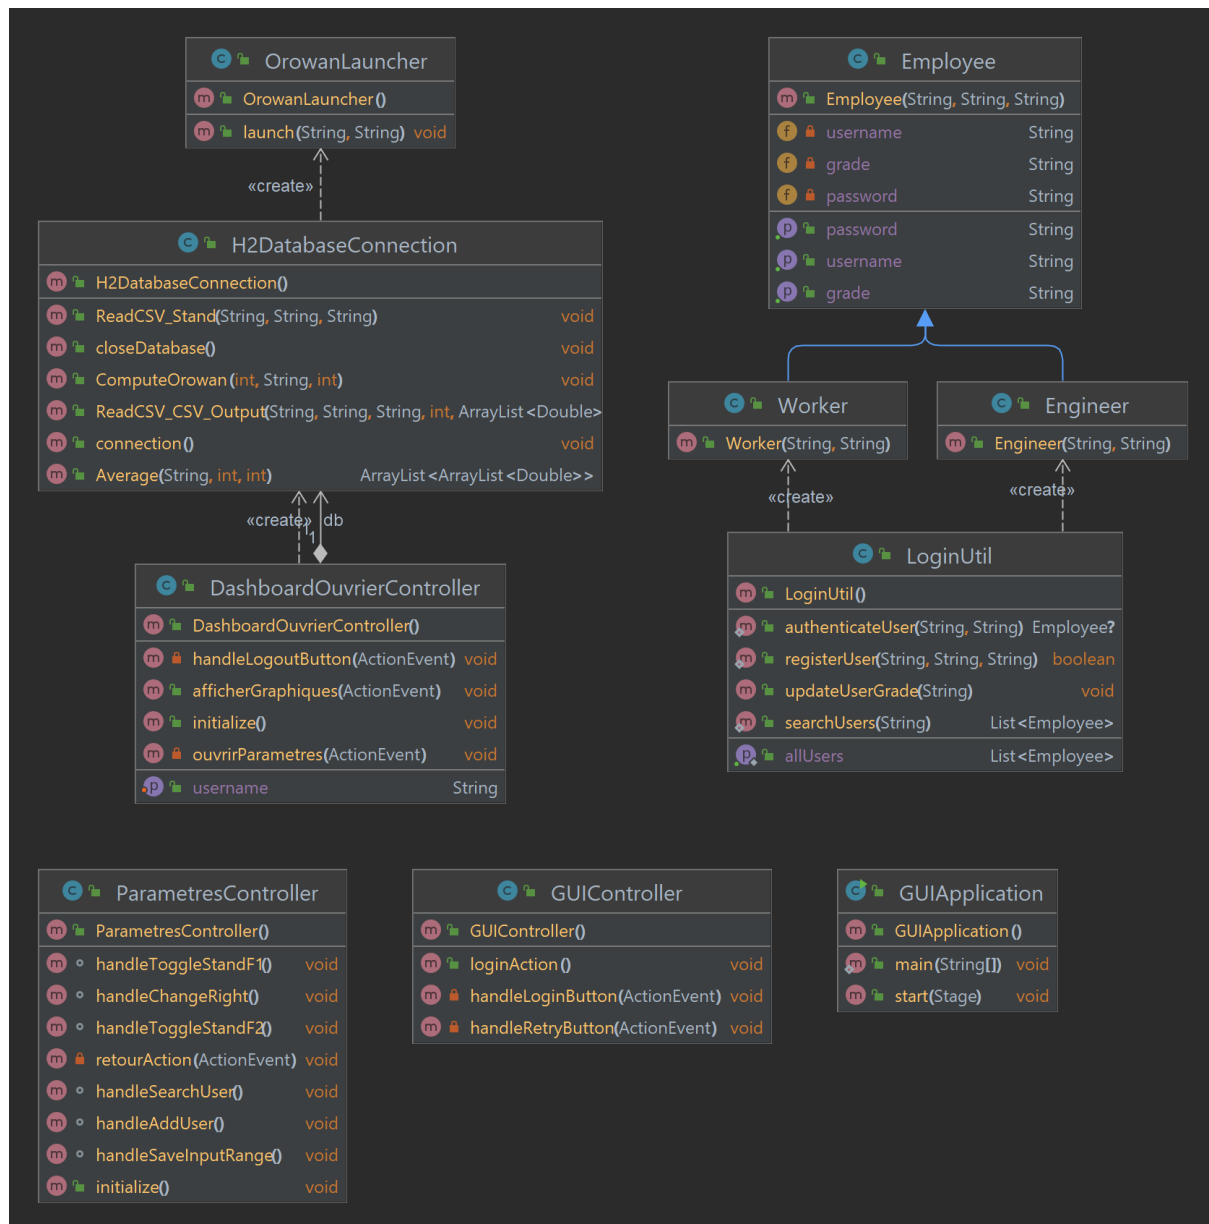 OrowanLauncher
OrowanLauncher()
launch(String, String) void
«create»
H2DatabaseConnection
H2DatabaseConnection()
ReadCSV_Stand(String, String, String) void
closeDatabase() void
ComputeOrowan(int, String, int) void
ReadCSV_CSV_Output(String, String, String, int, ArrayList<Double>
connection() void
Average(String, int, int) ArrayList<ArrayList<Double>>
«create» db
1
1
DashboardOuvrierController
DashboardOuvrierController()
handleLogoutButton(ActionEvent) void
afficherGraphiques(ActionEvent) void
initialize() void
ouvrirParametres(ActionEvent) void
username String
Employee
Employee(String, String, String)
username String
grade String
password String
password String
username String
grade String
Worker
Worker(String, String)
Engineer
Engineer(String, String)
«create»
«create»
LoginUtil
LoginUtil()
authenticateUser(String, String) Employee?
registerUser(String, String, String) boolean
updateUserGrade(String) void
searchUsers(String) List<Employee>
allUsers List<Employee>
ParametresController
ParametresController()
handleToggleStandF1() void
handleChangeRight() void
handleToggleStandF2() void
retourAction(ActionEvent) void
handleSearchUser() void
handleAddUser() void
handleSaveInputRange() void
initialize() void
GUIController
GUIController()
loginAction() void
handleLoginButton(ActionEvent) void
handleRetryButton(ActionEvent) void
GUIApplication
GUIApplication()
main(String[]) void
start(Stage) void